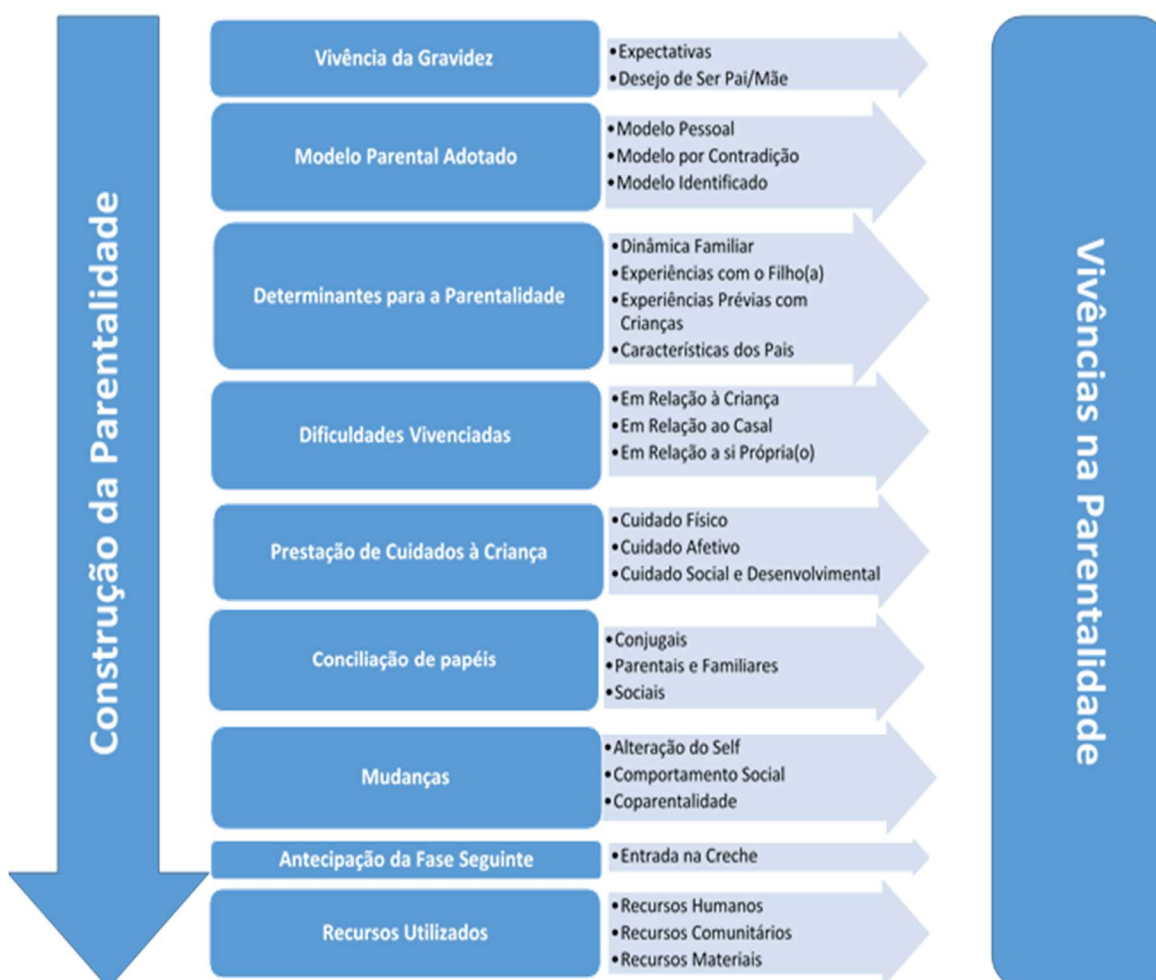 Construção da Parentalidade
Vivência da Gravidez
•Expectativas
•Desejo de Ser Pai/Mãe
Modelo Parental Adotado
•Modelo Pessoal
•Modelo por Contradição
•Modelo Identificado
Determinantes para a Parentalidade
•Dinâmica Familiar
•Experiências com o Filho(a)
•Experiências Prévias com
Crianças
•Características dos Pais
Dificuldades Vivenciadas
•Em Relação à Criança
•Em Relação ao Casal
•Em Relação a si Própria(o)
Prestação de Cuidados à Criança
•Cuidado Físico
•Cuidado Afetivo
•Cuidado Social e Desenvolvimental
Conciliação de papéis
•Conjugais
•Parentais e Familiares
•Sociais
Mudanças
•Alteração do Self
•Comportamento Social
•Coparentalidade
Antecipação da Fase Seguinte
•Entrada na Creche
Recursos Utilizados
•Recursos Humanos
•Recursos Comunitários
•Recursos Materiais
Vivências na Parentalidade